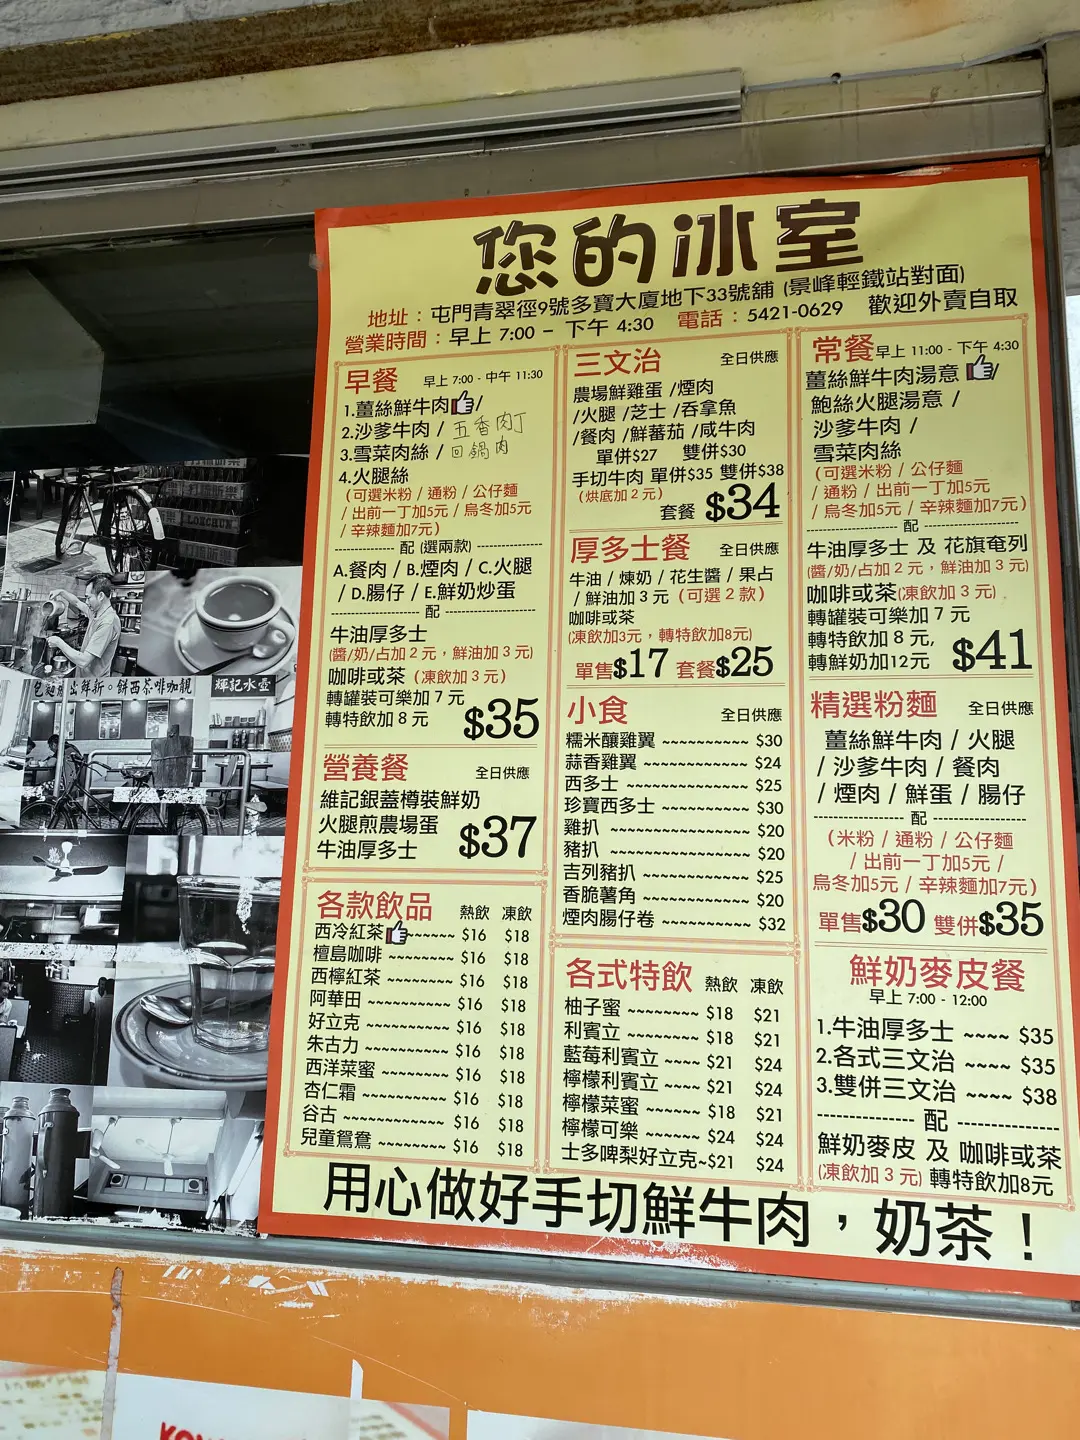 您的冰室
地址：屯門青翠徑9號多寶大廈地下33號舖 (景峰輕鐵站對面)
營業時間：早上 7:00 - 下午 4:30 電話：5421-0629 歡迎外賣自取
早餐 早上 7:00 - 中午 11:30
1.薑絲鮮牛肉/
2.沙爹牛肉 / 五香肉丁
3.雪菜肉絲 / 回鍋肉
4.火腿絲
(可選米粉 / 通粉 / 公仔麵
/ 出前一丁加5元 / 烏冬加5元
/ 辛辣麵加7元)
配 (選兩款)
A.餐肉 / B.煙肉 / C.火腿
/ D.腸仔 / E.鮮奶炒蛋
配
牛油厚多士
(醬/奶/占加 2 元，鮮油加 3 元)
咖啡或茶 (凍飲加 3 元)
轉罐裝可樂加 7 元
轉特飲加 8 元 $35
營養餐 全日供應
維記銀蓋樽裝鮮奶
火腿煎農場蛋
牛油厚多士 $37
各款飲品 熱飲 凍飲
西冷紅茶 ~~~~~ $16 $18
檀島咖啡 ~~~~~~~~ $16 $18
西檸紅茶 ~~~~~~~~ $16 $18
阿華田 ~~~~~~~~~~ $16 $18
好立克 ~~~~~~~~~~ $16 $18
朱古力 ~~~~~~~~~~ $16 $18
西洋菜蜜 ~~~~~~~~ $16 $18
杏仁霜 ~~~~~~~~~~ $16 $18
谷古 ~~~~~~~~~~~~ $16 $18
兒童鴛鴦 ~~~~~~~~ $16 $18
三文治 全日供應
農場鮮雞蛋 /煙肉
/火腿 /芝士 /吞拿魚
/餐肉 /鮮蕃茄 /咸牛肉
單併$27 雙併$30
手切牛肉 單併$35 雙併$38
(烘底加 2 元)
套餐 $34
厚多士餐 全日供應
牛油 / 煉奶 / 花生醬 / 果占
/ 鮮油加 3 元 (可選 2 款)
咖啡或茶
(凍飲加3元，轉特飲加8元)
單售$17 套餐$25
小食 全日供應
糯米釀雞翼 ~~~~~~~~~~ $30
蒜香雞翼 ~~~~~~~~~~~~ $24
西多士 ~~~~~~~~~~~~~~ $25
珍寶西多士 ~~~~~~~~~~ $30
雞扒 ~~~~~~~~~~~~~~~~ $20
豬扒 ~~~~~~~~~~~~~~~~ $20
吉列豬扒 ~~~~~~~~~~~~ $25
香脆薯角 ~~~~~~~~~~~~ $20
煙肉腸仔卷 ~~~~~~~~~~ $32
各式特飲 熱飲 凍飲
柚子蜜 ~~~~~~~~ $18 $21
利賓立 ~~~~~~~~ $18 $21
藍莓利賓立 ~~~~ $21 $24
檸檬利賓立 ~~~~ $21 $24
檸檬菜蜜 ~~~~~~ $18 $21
檸檬可樂 ~~~~~~ $24 $24
士多啤梨好立克~$21 $24
常餐 早上 11:00 - 下午 4:30
薑絲鮮牛肉湯意 /
鮑絲火腿湯意 /
沙爹牛肉 /
雪菜肉絲
(可選米粉 / 公仔麵
/ 通粉 / 出前一丁加5元
/ 烏冬加5元 / 辛辣麵加7元)
配
牛油厚多士 及 花旗奄列
(醬/奶/占加 2 元，鮮油加 3 元)
咖啡或茶(凍飲加 3 元)
轉罐裝可樂加 7 元
轉特飲加 8 元,
轉鮮奶加12元 $41
精選粉麵 全日供應
薑絲鮮牛肉 / 火腿
/ 沙爹牛肉 / 餐肉
/ 煙肉 / 鮮蛋 / 腸仔
配
(米粉 / 通粉 / 公仔麵
/ 出前一丁加5元 /
烏冬加5元 / 辛辣麵加7元)
單售$30 雙併$35
鮮奶麥皮餐
早上 7:00 - 12:00
1.牛油厚多士 ~~~~ $35
2.各式三文治 ~~~~ $35
3.雙併三文治 ~~~~ $38
配
鮮奶麥皮 及 咖啡或茶
(凍飲加 3 元) 轉特飲加8元
用心做好手切鮮牛肉，奶茶！
輝記水壺